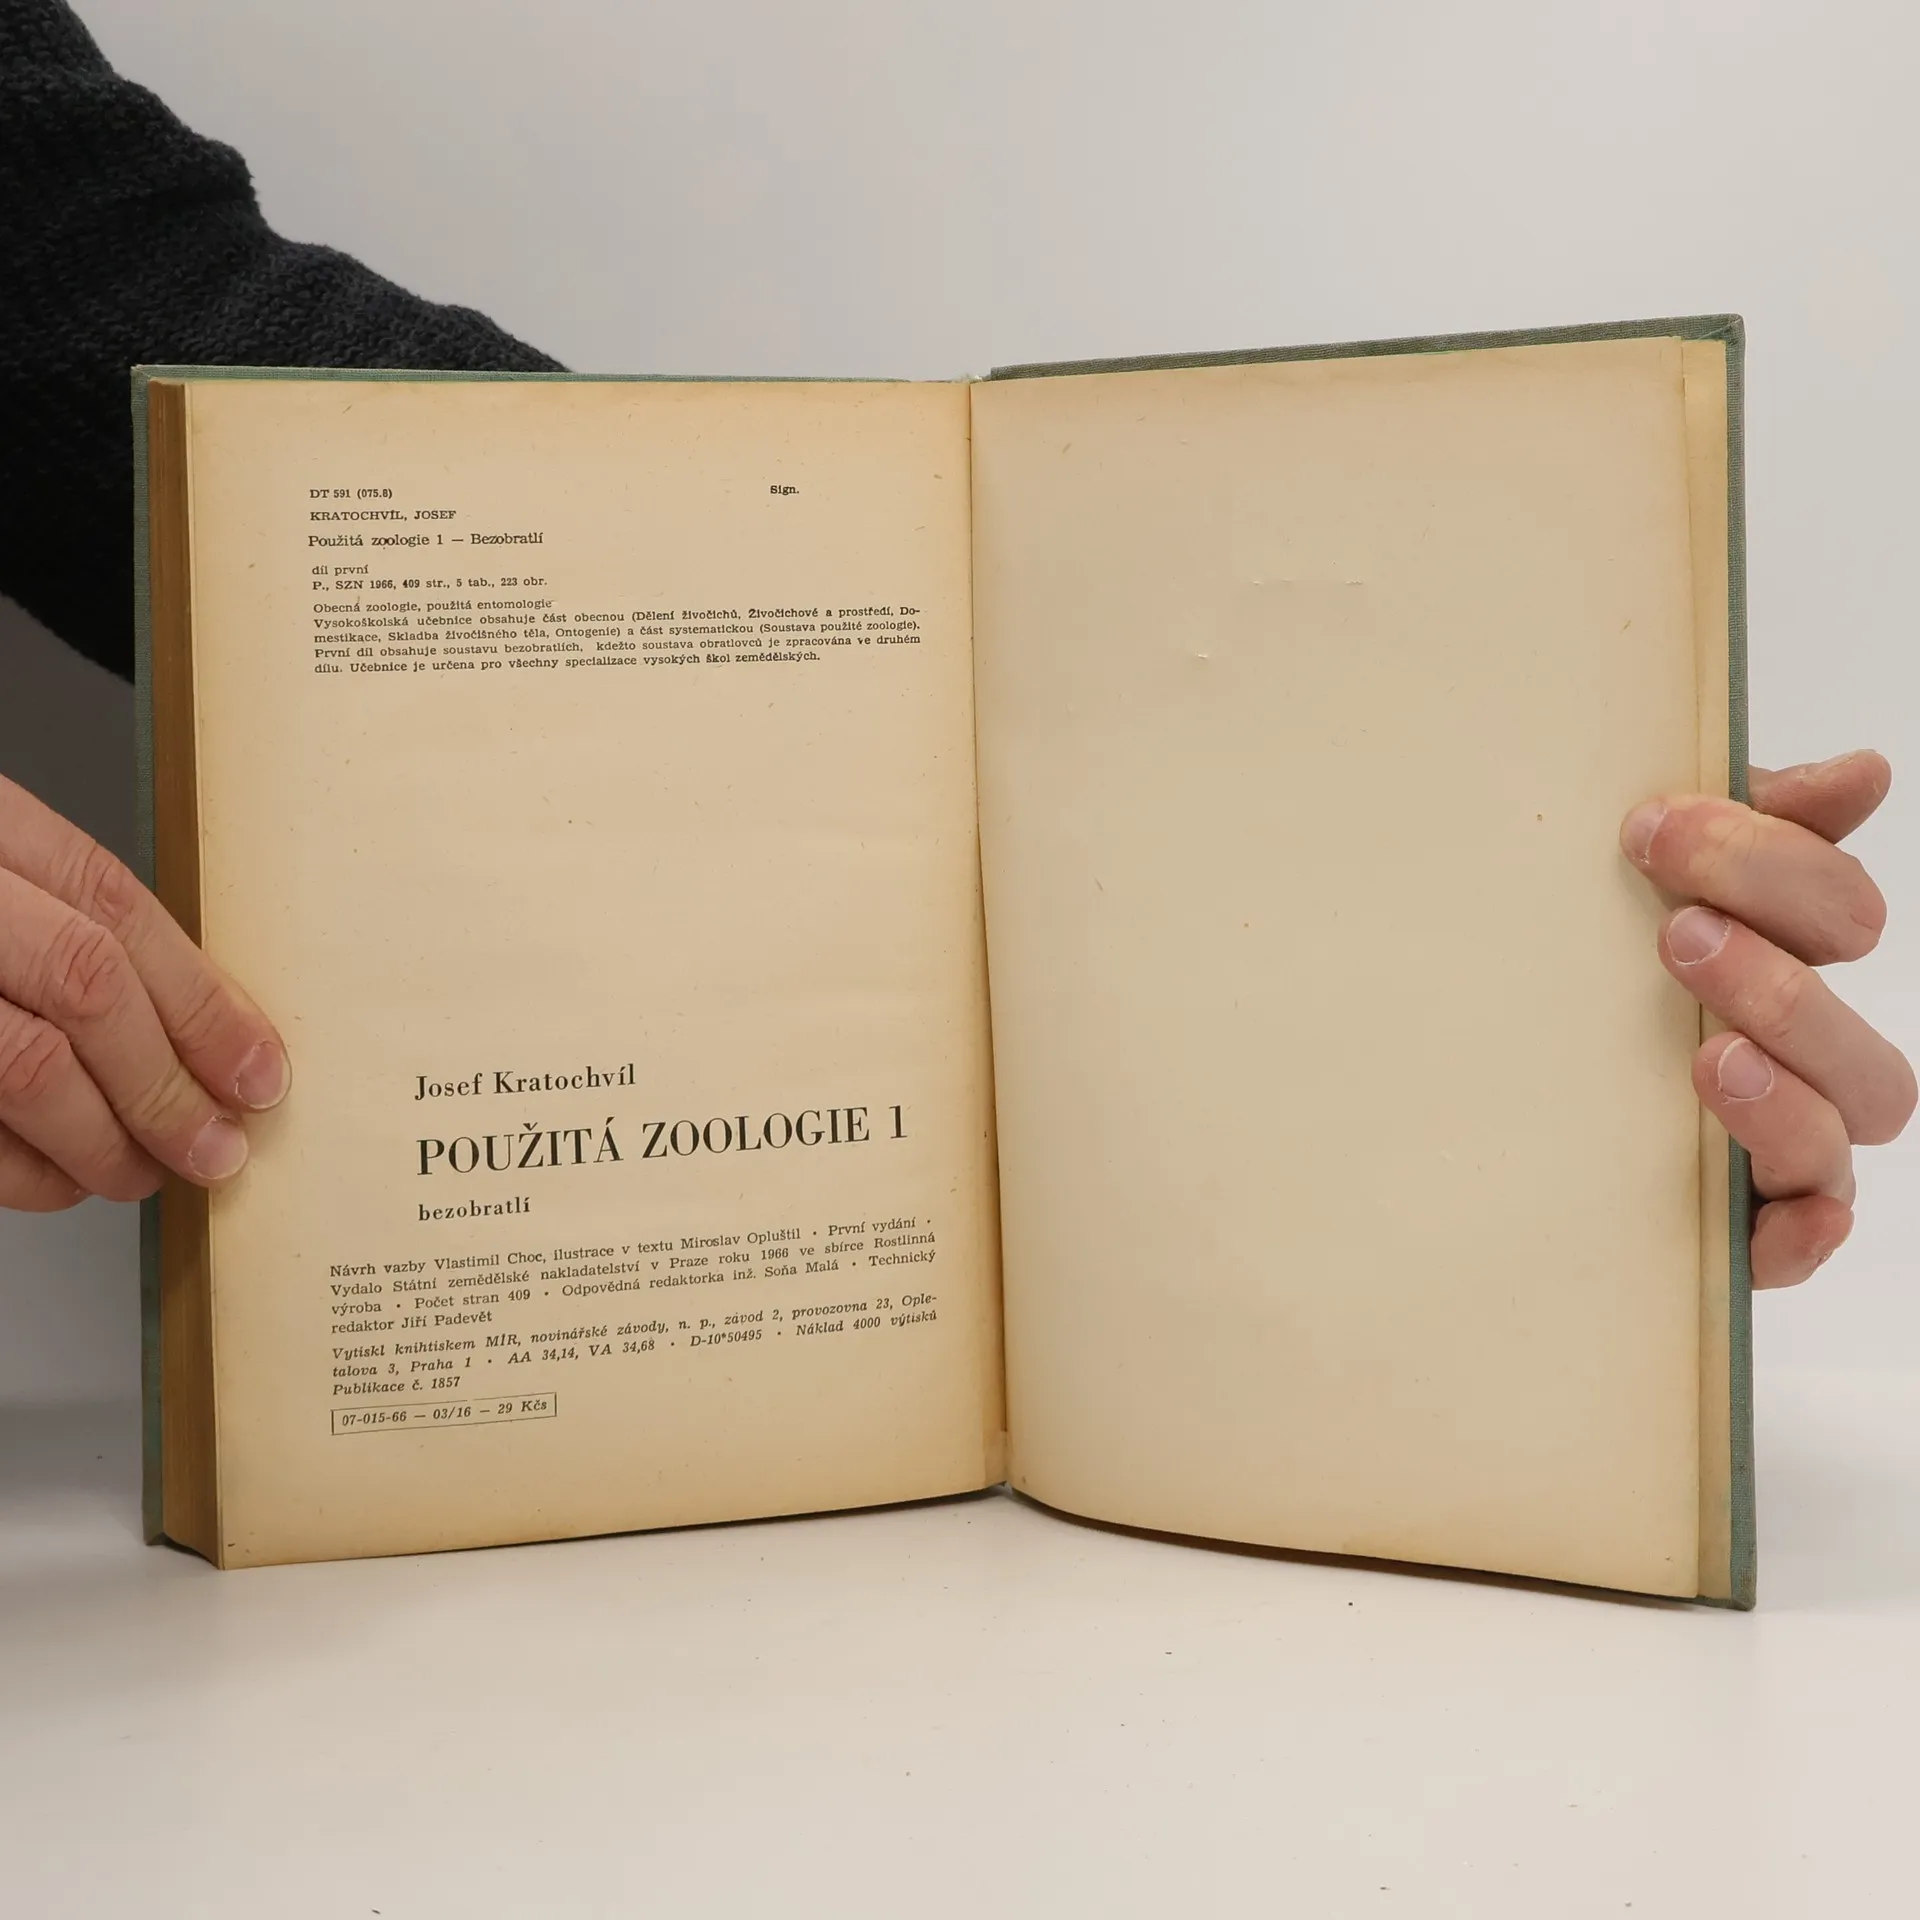 DT 591 (075.8) Sign.
KRATOCHVÍL, JOSEF
Použitá zoologie 1 — Bezobratlí
díl první
P., SZN 1966, 409 str., 5 tab., 223 obr.
Obecná zoologie, použitá entomologie
Vysokoškolská učebnice obsahuje část obecnou (Dělení živočichů, Živočichové a prostředí, Do-
mestikace, Skladba živočišného těla, Ontogenie) a část systematickou (Soustava použité zoologie).
První díl obsahuje soustavu bezobratlích, kdežto soustava obratlovců je zpracována ve druhém
dílu. Učebnice je určena pro všechny specializace vysokých škol zemědělských.
Josef Kratochvíl
POUŽITÁ ZOOLOGIE 1
bezobratlí
Návrh vazby Vlastimil Choc, ilustrace v textu Miroslav Opluštil • První vydání •
Vydalo Státní zemědělské nakladatelství v Praze roku 1966 ve sbírce Rostlinná
výroba • Počet stran 409 • Odpovědná redaktorka inž. Soňa Malá • Technický
redaktor Jiří Padevět
Vytiskl knihtiskem MÍR, novinářské závody, n. p., závod 2, provozovna 23, Ople-
talova 3, Praha 1 • AA 34,14, VA 34,68 • D-10*50495 • Náklad 4000 výtisků
Publikace č. 1857
07-015-66 — 03/16 — 29 Kčs